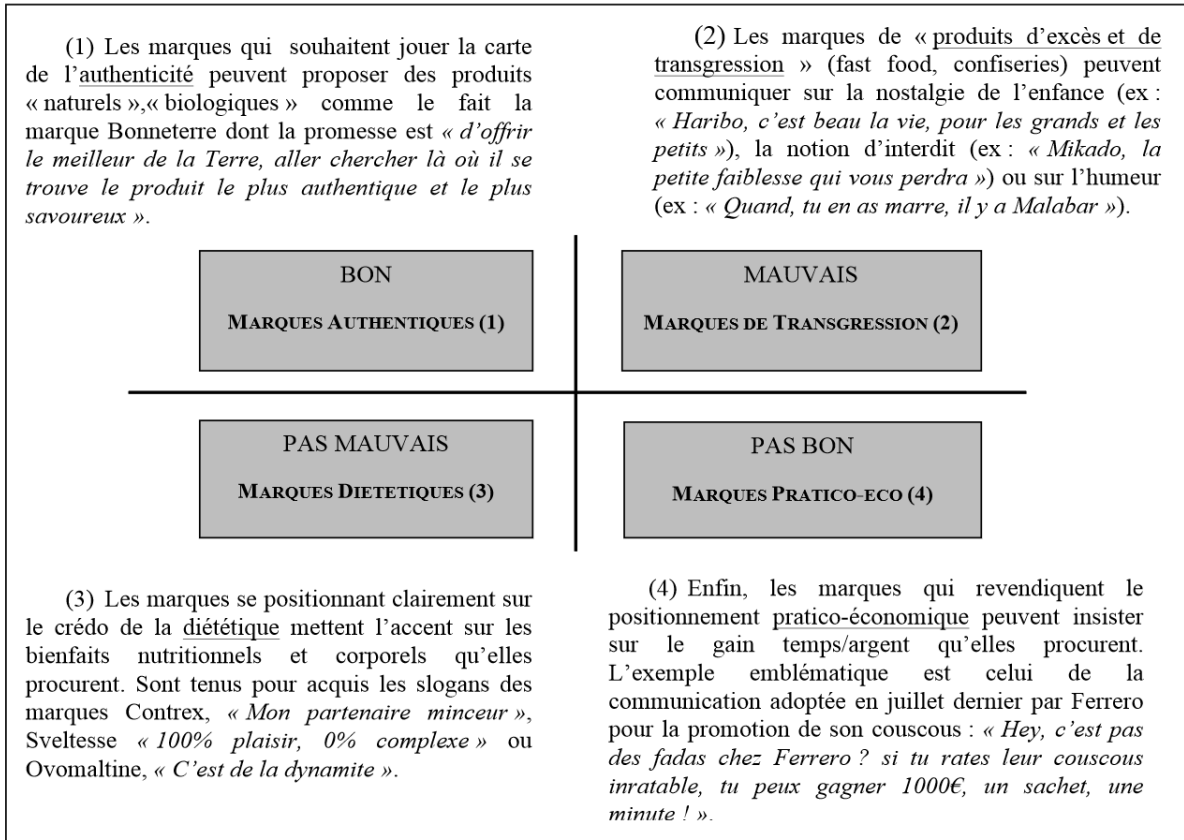 (1) Les marques qui souhaitent jouer la carte
de l’authenticité peuvent proposer des produits
« naturels »,« biologiques » comme le fait la
marque Bonneterre dont la promesse est « d’offrir
le meilleur de la Terre, aller chercher là où il se
trouve le produit le plus authentique et le plus
savoureux ».
(2) Les marques de « produits d’excès et de
transgression » (fast food, confiseries) peuvent
communiquer sur la nostalgie de l’enfance (ex :
« Haribo, c’est beau la vie, pour les grands et les
petits »), la notion d’interdit (ex : « Mikado, la
petite faiblesse qui vous perdra ») ou sur l’humeur
(ex : « Quand, tu en as marre, il y a Malabar »).
BON
MARQUES AUTHENTIQUES (1)
MAUVAIS
MARQUES DE TRANSGRESSION (2)
PAS MAUVAIS
MARQUES DIETETIQUES (3)
PAS BON
MARQUES PRATICO-ECO (4)
(3) Les marques se positionnant clairement sur
le crédo de la diététique mettent l’accent sur les
bienfaits nutritionnels et corporels qu’elles
procurent. Sont tenus pour acquis les slogans des
marques Contrex, « Mon partenaire minceur »,
Sveltesse « 100% plaisir, 0% complexe » ou
Ovomaltine, « C’est de la dynamite ».
(4) Enfin, les marques qui revendiquent le
positionnement pratico-économique peuvent insister
sur le gain temps/argent qu’elles procurent.
L’exemple emblématique est celui de la
communication adoptée en juillet dernier par Ferrero
pour la promotion de son couscous : « Hey, c’est pas
des fadas chez Ferrero ? si tu rates leur couscous
inratable, tu peux gagner 1000€, un sachet, une
minute ! ».